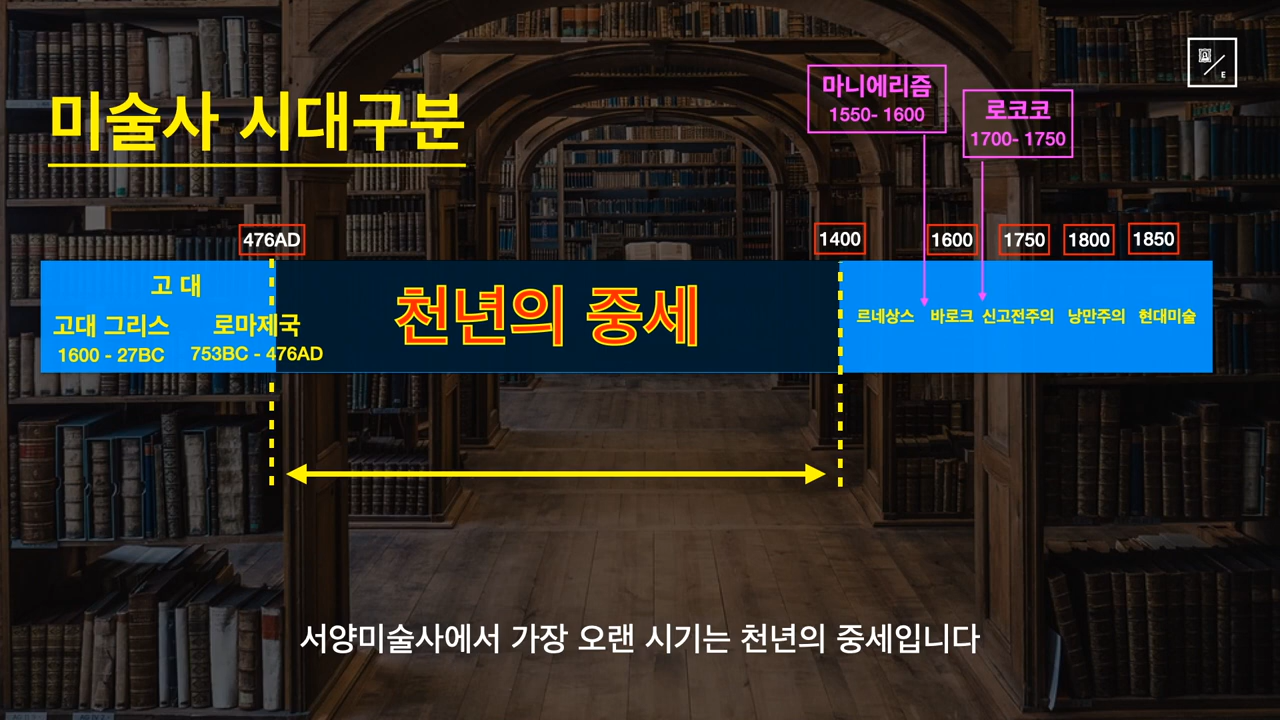 미술사 시대구분
마니에리즘
1550- 1600
로코코
1700- 1750
E
476AD
1400
1600
1750
1800
1850
고 대
고대 그리스
1600 - 27BC
로마제국
753BC - 476AD
천년의 중세
르네상스
바로크
신고전주의
낭만주의
현대미술
서양미술사에서 가장 오랜 시기는 천년의 중세입니다